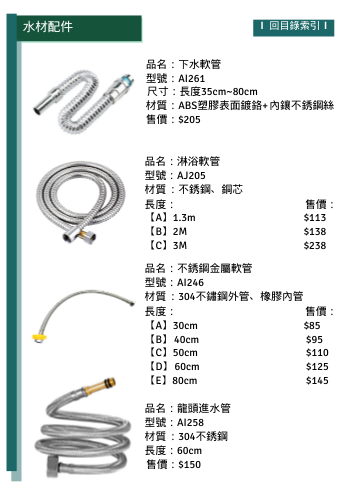 水材配件
回目錄索引
品名：下水軟管
型號：AI261
尺寸：長度35cm~80cm
材質：ABS塑膠表面鍍鉻+內鑲不銹鋼絲
售價：$205
品名：淋浴軟管
型號：AJ205
材質：不銹鋼、銅芯
長度： 售價：
【A】1.3m $113
【B】2M $138
【C】3M $238
品名：不銹鋼金屬軟管
型號：AI246
材質：304不鏽鋼外管、橡膠內管
長度： 售價：
【A】30cm $85
【B】40cm $95
【C】50cm $110
【D】60cm $125
【E】80cm $145
品名：龍頭進水管
型號：AI258
材質：304不銹鋼
長度：60cm
售價：$150